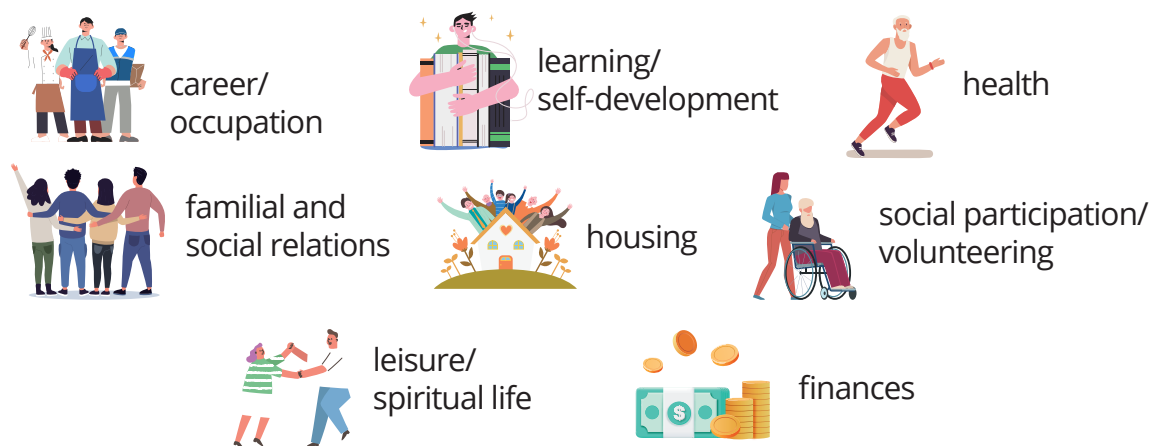 career/
occupation
learning/
self-development
health
familial and
social relations
housing
social participation/
volunteering
leisure/
spiritual life
$
finances